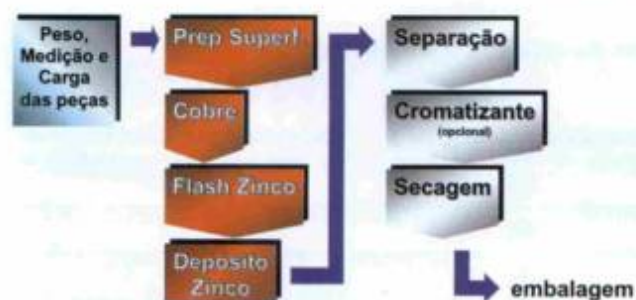 Peso,
Medição e
Carga
das peças
Prep Superf
Cobre
Flash Zinco
Deposito
Zinco
Separação
Cromatizante
(opcional)
Secagem
embalagem